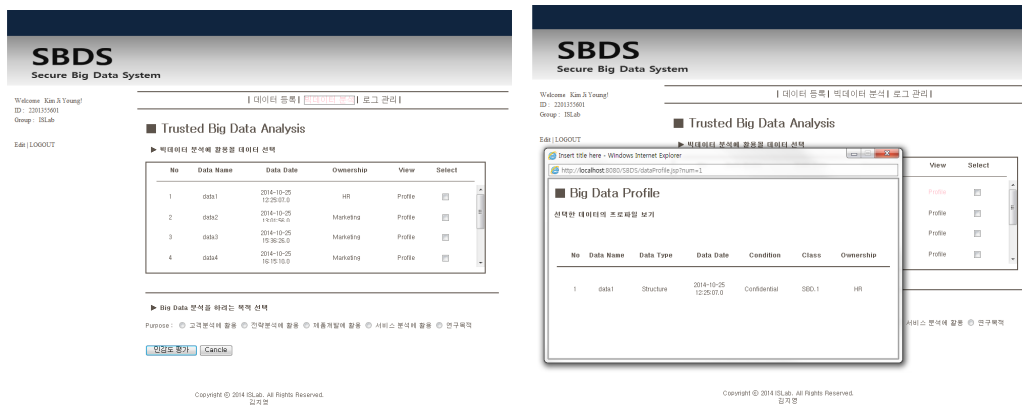 SBDS
Secure Big Data System
Welcome Kim Ji Young!
ID : 2201355601
Group : ISLab
Edit | LOGOUT
| 데이터 등록 | 빅데이터 분석 | 로그 관리 |
■ Trusted Big Data Analysis
▶ 빅데이터 분석에 활용될 데이터 선택
No Data Name Data Date Ownership View Select
1 data1 2014-10-25 12:25:07.0 HR Profile
2 data2 2014-10-25 13:01:56.0 Marketing Profile
3 data3 2014-10-25 15:36:26.0 Marketing Profile
4 data4 2014-10-25 16:15:10.0 Marketing Profile
▶ Big Data 분석을 하려는 목적 선택
Purpose : 고객분석에 활용 전략분석에 활용 제품개발에 활용 서비스 분석에 활용 연구목적
민감도 평가 Cancle
Copyright ⓒ 2014 ISLab. All Rights Reserved.
김지영
SBDS
Secure Big Data System
Welcome Kim Ji Young!
ID : 2201355601
Group : ISLab
Edit | LOGOUT
| 데이터 등록 | 빅데이터 분석 | 로그 관리 |
■ Trusted Big Data Analysis
▶ 빅데이터 분석에 활용될 데이터 선택
View Select
Profile
Profile
Profile
Profile
서비스 분석에 활용 연구목적
Insert title here - Windows Internet Explorer
http://localhost:8080/SBDS/dataProfile.jsp?num=1
■ Big Data Profile
선택한 데이터의 프로파일 보기
No Data Name Data Type Data Date Condition Class Ownership
1 data1 Structure 2014-10-25 12:25:07.0 Confidential SBD.1 HR
Copyright ⓒ 2014 ISLab. All Rights Reserved.
김지영